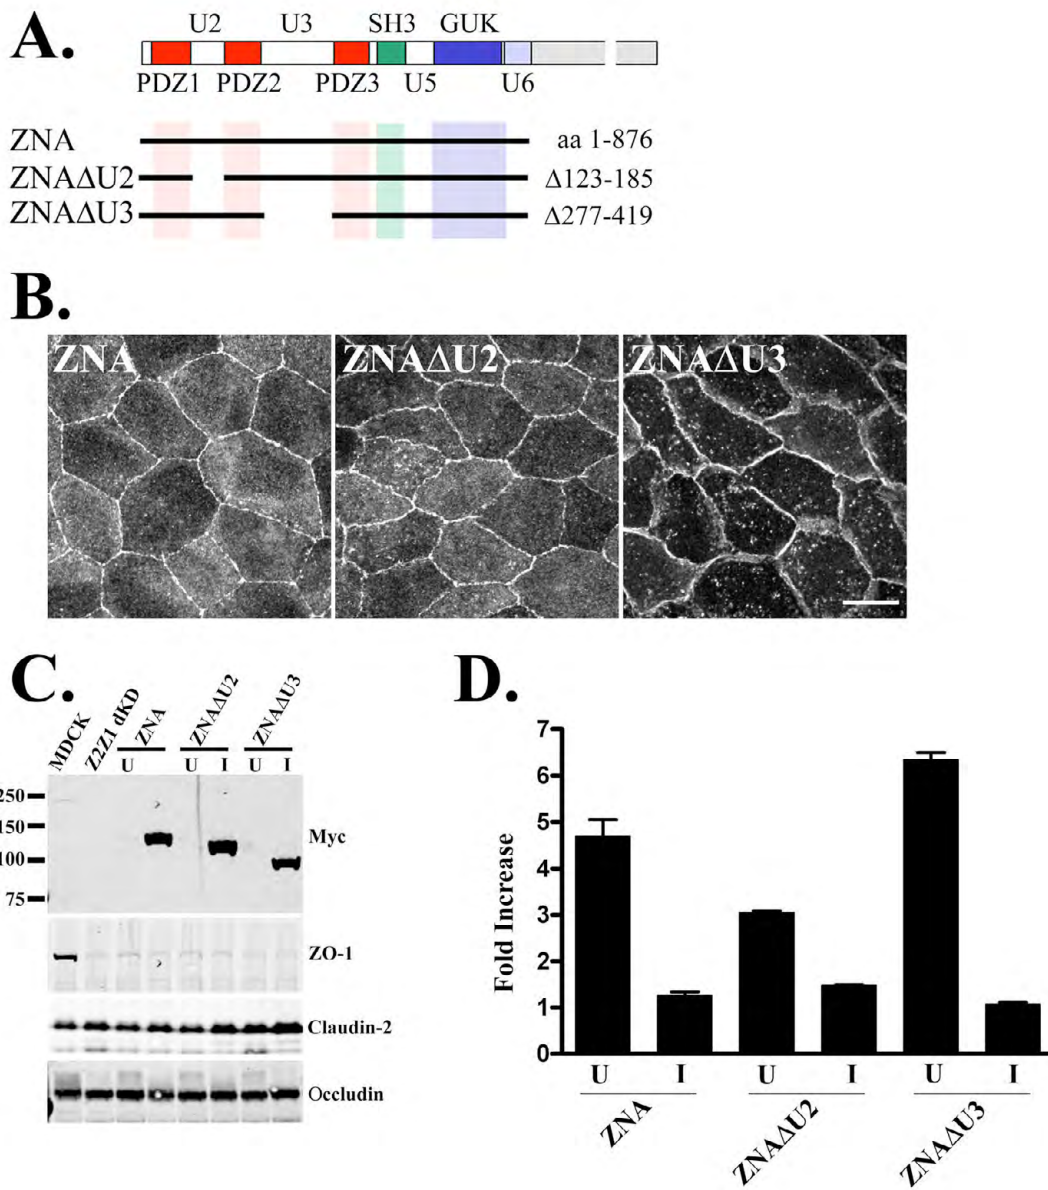 A.
U2 U3 SH3 GUK
PDZ1 PDZ2 PDZ3 U5 U6
ZNA aa 1-876
ZNAΔU2 Δ123-185
ZNAΔU3 Δ277-419
B.
ZNA ZNAΔU2 ZNAΔU3
C.
MDCK Z2Z1 dKD ZNA ZNAΔU2 ZNAΔU3
U U I U I
250
150
100
75
Myc
ZO-1
Claudin-2
Occludin
D.
Fold Increase
7
6
5
4
3
2
1
0
U I U I U I
ZNA ZNAΔU2 ZNAΔU3